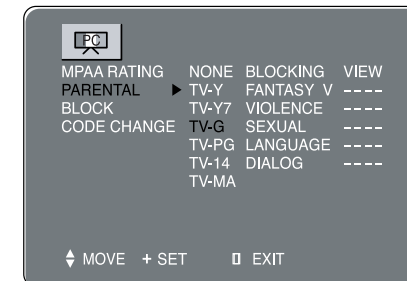 PC
MPAA RATING NONE BLOCKING VIEW
PARENTAL ▶ TV-Y FANTASY V ----
BLOCK TV-Y7 VIOLENCE ----
CODE CHANGE TV-G SEXUAL ----
TV-PG LANGUAGE ----
TV-14 DIALOG ----
TV-MA
MOVE + SET EXIT